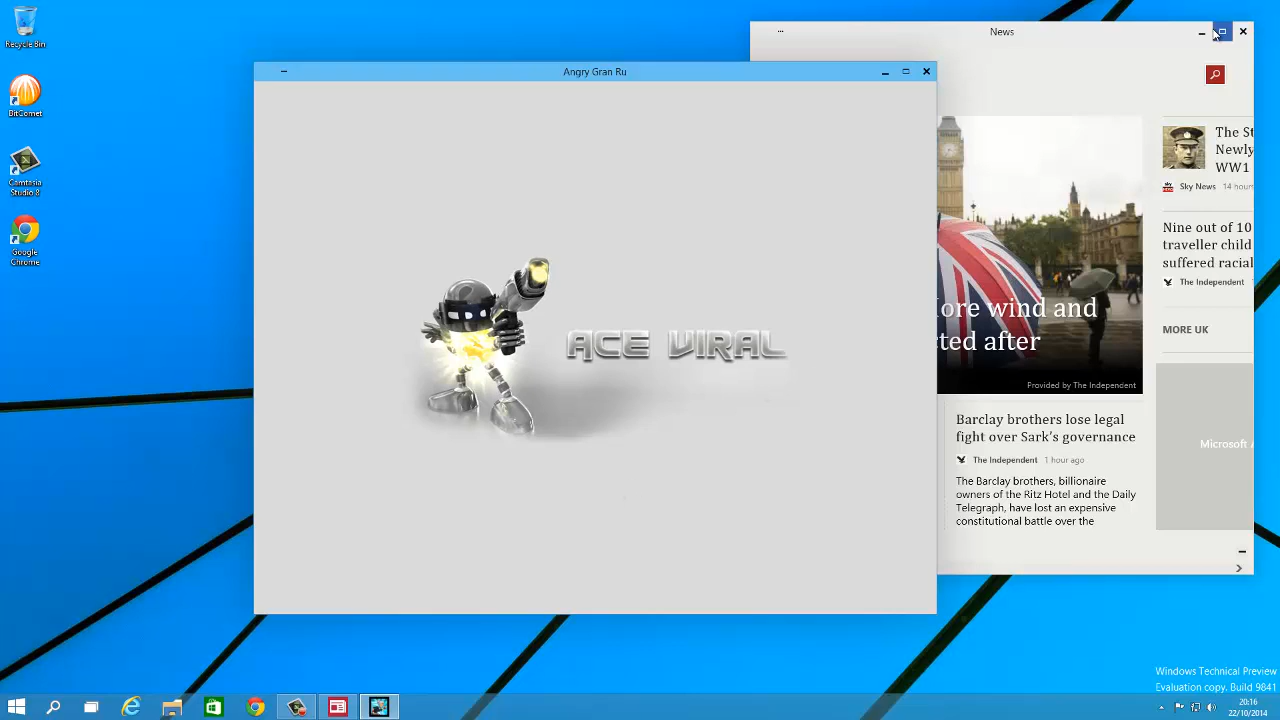 Recycle Bin
BitComet
Camtasia
Studio 8
Google
Chrome
News
Angry Gran Ru
ACE VIRAL
The St
Newly
WW1
Sky News 14 hours
Nine out of 10
traveller child
suffered racial
The Independent
MORE UK
ore wind and
cted after
Provided by The Independent
Barclay brothers lose legal
fight over Sark's governance
The Independent 1 hour ago
The Barclay brothers, billionaire
owners of the Ritz Hotel and the Daily
Telegraph, have lost an expensive
constitutional battle over the
Microsoft A
Windows Technical Preview
Evaluation copy. Build 9841
20:16
22/10/2014